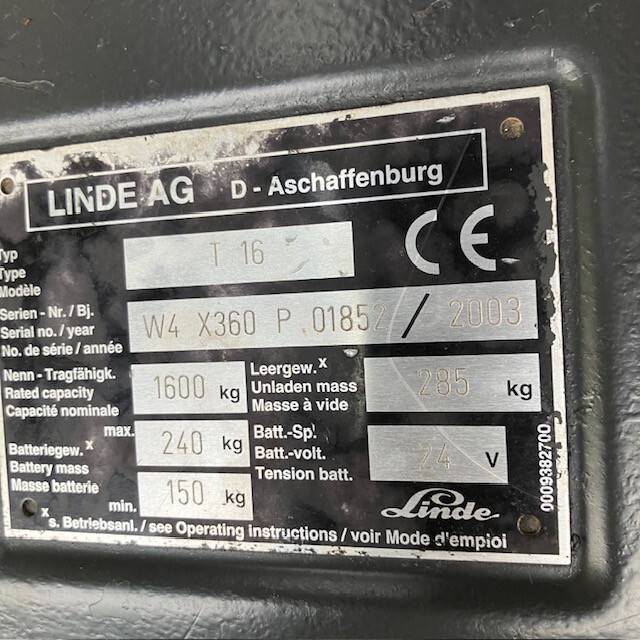 LINDE AG D - Aschaffenburg
Typ
Type
Modèle
T 16
CE
Serien - Nr. / Bj.
Serial no. / year
No. de série / année
W4 X360 P 01852 / 2003
Nenn - Tragfähigk.
Rated capacity
Capacité nominale
1600 kg
Leergew. x
Unladen mass
Masse à vide
285 kg
Batteriegew. x
Battery mass
Masse batterie
max.
240 kg
min.
150 kg
Batt.-Sp.
Batt.-volt.
Tension batt.
24 V
Linde
x
s. Betriebsanl. / see Operating instructions / voir Mode d'emploi
0009382700